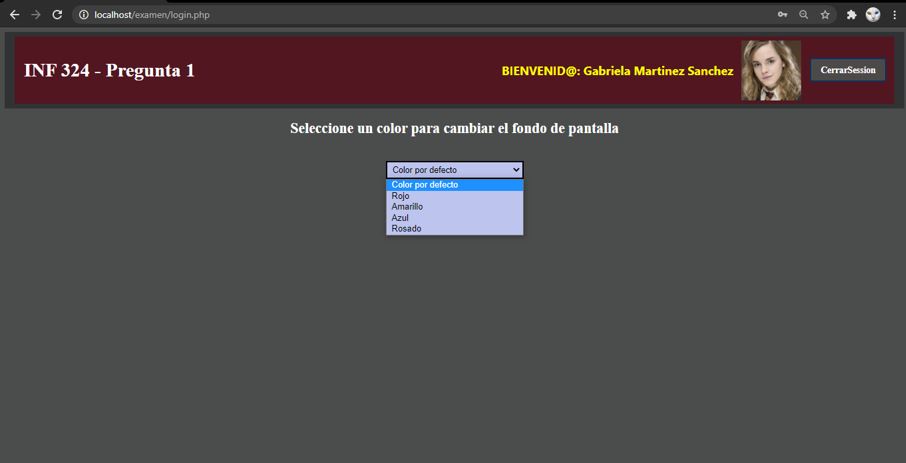 localhost/examen/login.php
INF 324 - Pregunta 1
BIENVENID@: Gabriela Martinez Sanchez
CerrarSession
Seleccione un color para cambiar el fondo de pantalla
Color por defecto
Color por defecto
Rojo
Amarillo
Azul
Rosado